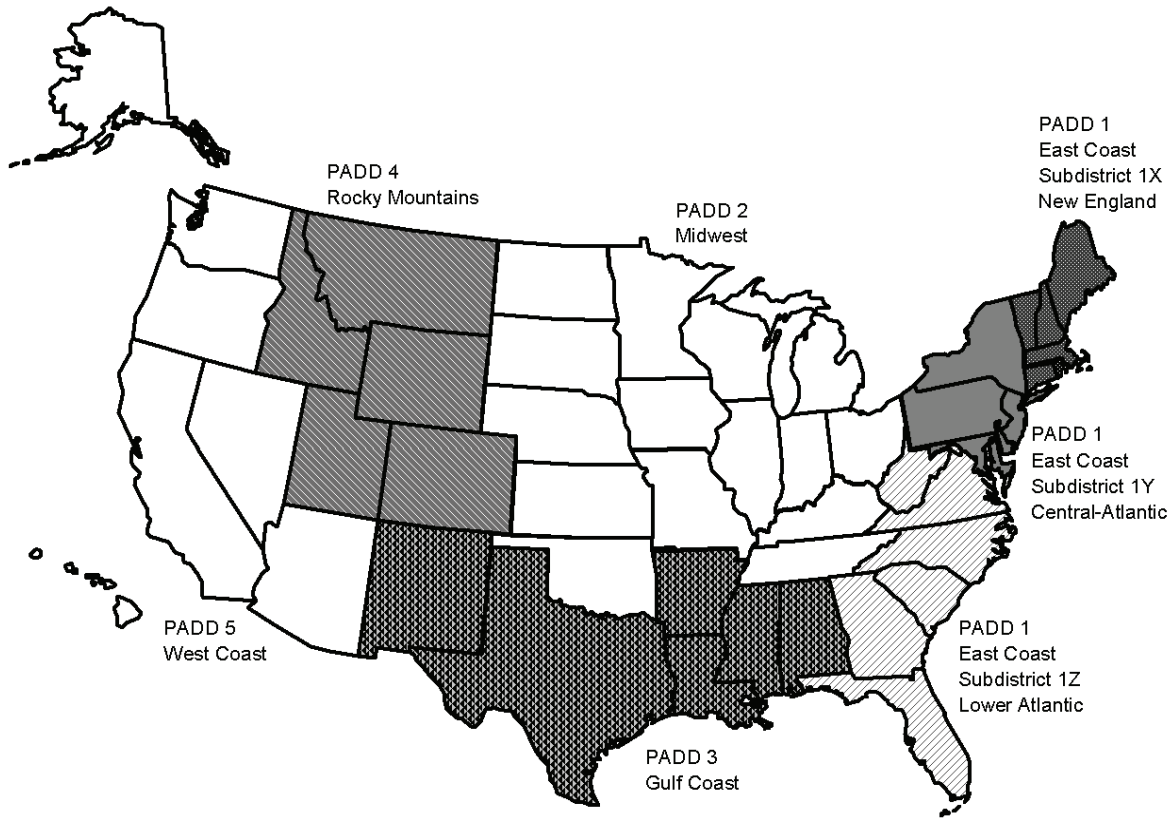 PADD 4
Rocky Mountains
PADD 2
Midwest
PADD 1
East Coast
Subdistrict 1X
New England
PADD 1
East Coast
Subdistrict 1Y
Central-Atlantic
PADD 5
West Coast
PADD 1
East Coast
Subdistrict 1Z
Lower Atlantic
PADD 3
Gulf Coast